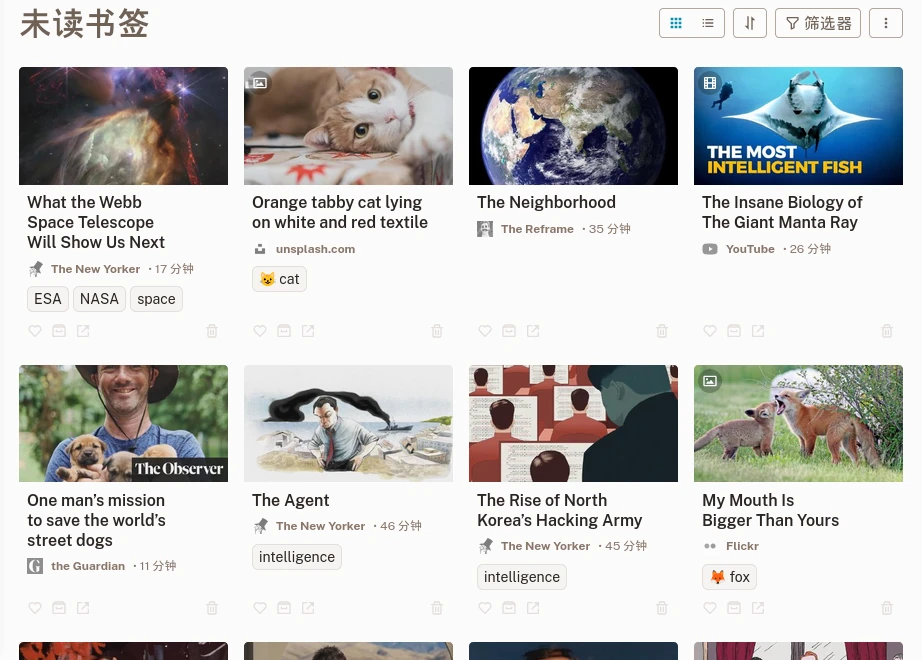 未读书签
筛选器
THE MOST
INTELLIGENT FISH
What the Webb
Space Telescope
Will Show Us Next
The New Yorker · 17 分钟
ESA NASA space
Orange tabby cat lying
on white and red textile
unsplash.com
😺 cat
The Neighborhood
The Reframe · 35 分钟
The Insane Biology of
The Giant Manta Ray
YouTube · 26 分钟
The Observer
One man’s mission
to save the world’s
street dogs
the Guardian · 11 分钟
The Agent
The New Yorker · 46 分钟
intelligence
The Rise of North
Korea’s Hacking Army
The New Yorker · 45 分钟
intelligence
My Mouth Is
Bigger Than Yours
Flickr
🦊 fox